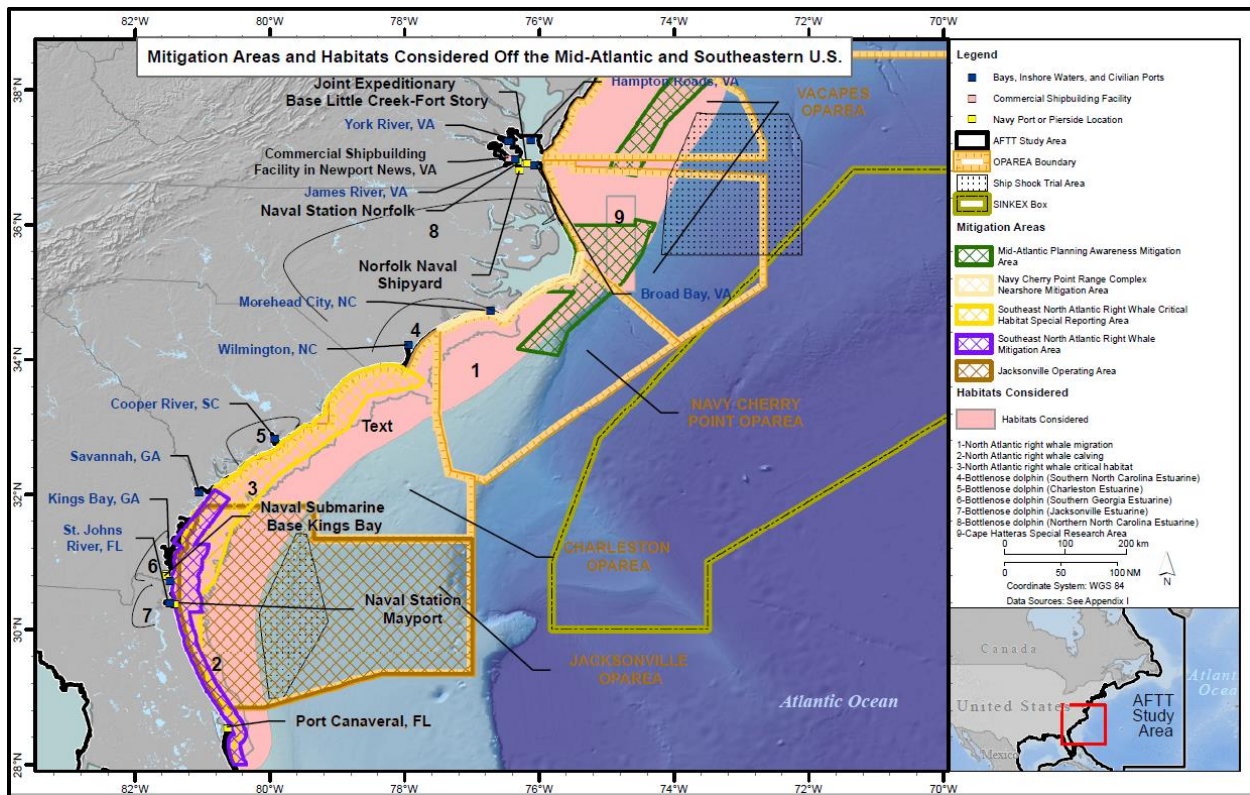 82°W 80°W 78°W 76°W 74°W 72°W 70°W
Mitigation Areas and Habitats Considered Off the Mid-Atlantic and Southeastern U.S.
38°N
36°N
34°N
32°N
30°N
28°N
Joint Expeditionary
Base Little Creek-Fort Story
Hampton Roads, VA
VACAPES
OPAREA
York River, VA
Commercial Shipbuilding
Facility in Newport News, VA
James River, VA
Naval Station Norfolk
8
9
Norfolk Naval
Shipyard
Broad Bay, VA
Morehead City, NC
4
Wilmington, NC
1
NAVY CHERRY
POINT OPAREA
Cooper River, SC
Text
5
Savannah, GA
3
Kings Bay, GA
Naval Submarine
Base Kings Bay
St. Johns
River, FL
CHARLESTON
OPAREA
6
7
Naval Station
Mayport
2
JACKSONVILLE
OPAREA
Atlantic Ocean
Port Canaveral, FL
38°N
36°N
34°N
32°N
30°N
28°N
82°W 80°W 78°W 76°W 74°W 72°W 70°W
Legend
Bays, Inshore Waters, and Civilian Ports
Commercial Shipbuilding Facility
Navy Port or Pierside Location
AFTT Study Area
OPAREA Boundary
Ship Shock Trial Area
SINKEX Box
Mitigation Areas
Mid-Atlantic Planning Awareness Mitigation
Area
Navy Cherry Point Range Complex
Nearshore Mitigation Area
Southeast North Atlantic Right Whale Critical
Habitat Special Reporting Area
Southeast North Atlantic Right Whale
Mitigation Area
Jacksonville Operating Area
Habitats Considered
Habitats Considered
1-North Atlantic right whale migration
2-North Atlantic right whale calving
3-North Atlantic right whale critical habitat
4-Bottlenose dolphin (Southern North Carolina Estuarine)
5-Bottlenose dolphin (Charleston Estuarine)
6-Bottlenose dolphin (Southern Georgia Estuarine)
7-Bottlenose dolphin (Jacksonville Estuarine)
8-Bottlenose dolphin (Northern North Carolina Estuarine)
9-Cape Hatteras Special Research Area
0 100 200 km
0 50 100 NM
N
Coordinate System: WGS 84
Data Sources: See Appendix I
Canada
United States
Mexico
AFTT
Study
Area
Atlantic